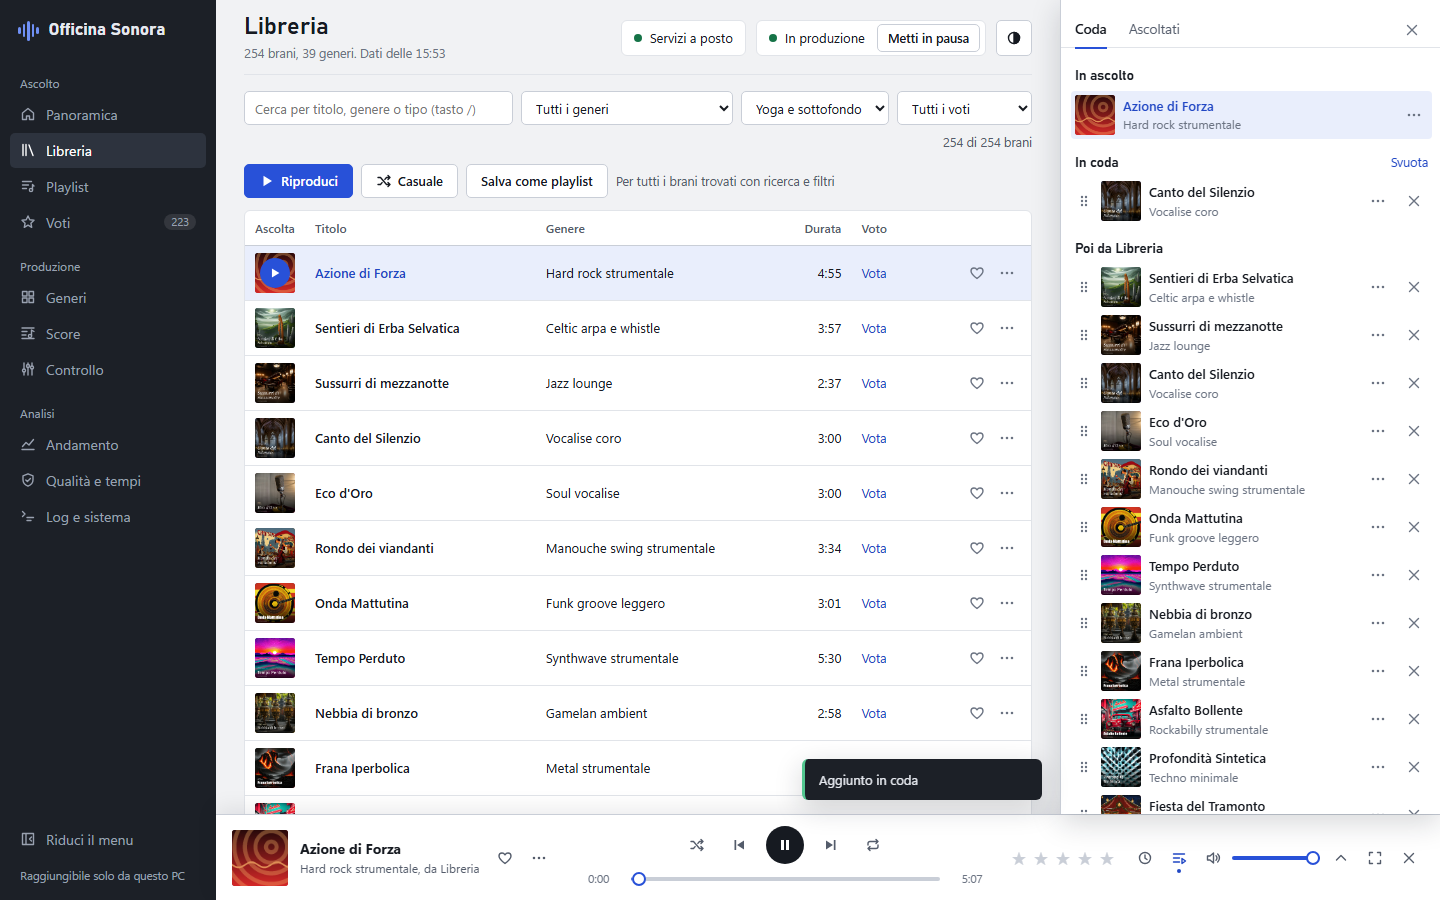 Officina Sonora
Ascolto
Panoramica
Libreria
Playlist
Voti 223
Produzione
Generi
Score
Controllo
Analisi
Andamento
Qualità e tempi
Log e sistema
Riduci il menu
Raggiungibile solo da questo PC
Libreria
254 brani, 39 generi. Dati delle 15:53
Servizi a posto
In produzione Metti in pausa
Cerca per titolo, genere o tipo (tasto /) Tutti i generi Yoga e sottofondo Tutti i voti
254 di 254 brani
Riproduci Casuale Salva come playlist Per tutti i brani trovati con ricerca e filtri
Ascolta Titolo Genere Durata Voto
Azione di Forza Hard rock strumentale 4:55 Vota
Sentieri di Erba Selvatica Celtic arpa e whistle 3:57 Vota
Sussurri di mezzanotte Jazz lounge 2:37 Vota
Canto del Silenzio Vocalise coro 3:00 Vota
Eco d'Oro Soul vocalise 3:00 Vota
Rondo dei viandanti Manouche swing strumentale 3:34 Vota
Onda Mattutina Funk groove leggero 3:01 Vota
Tempo Perduto Synthwave strumentale 5:30 Vota
Nebbia di bronzo Gamelan ambient 2:58 Vota
Frana Iperbolica Metal strumentale
Aggiunto in coda
Coda Ascoltati
In ascolto
Azione di Forza
Hard rock strumentale
In coda Svuota
Canto del Silenzio
Vocalise coro
Poi da Libreria
Sentieri di Erba Selvatica
Celtic arpa e whistle
Sussurri di mezzanotte
Jazz lounge
Canto del Silenzio
Vocalise coro
Eco d'Oro
Soul vocalise
Rondo dei viandanti
Manouche swing strumentale
Onda Mattutina
Funk groove leggero
Tempo Perduto
Synthwave strumentale
Nebbia di bronzo
Gamelan ambient
Frana Iperbolica
Metal strumentale
Asfalto Bollente
Rockabilly strumentale
Profondità Sintetica
Techno minimale
Fiesta del Tramonto
Azione di Forza
Hard rock strumentale, da Libreria
0:00 5:07